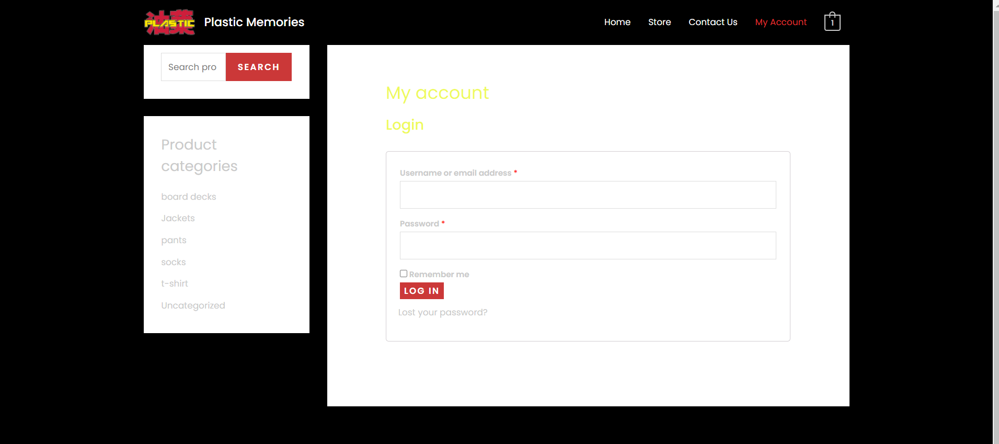 PLASTIC
Plastic Memories
Home Store Contact Us My Account 1
Search pro SEARCH
Product
categories
board decks
Jackets
pants
socks
t-shirt
Uncategorized
My account
Login
Username or email address *
Password *
Remember me
LOG IN
Lost your password?